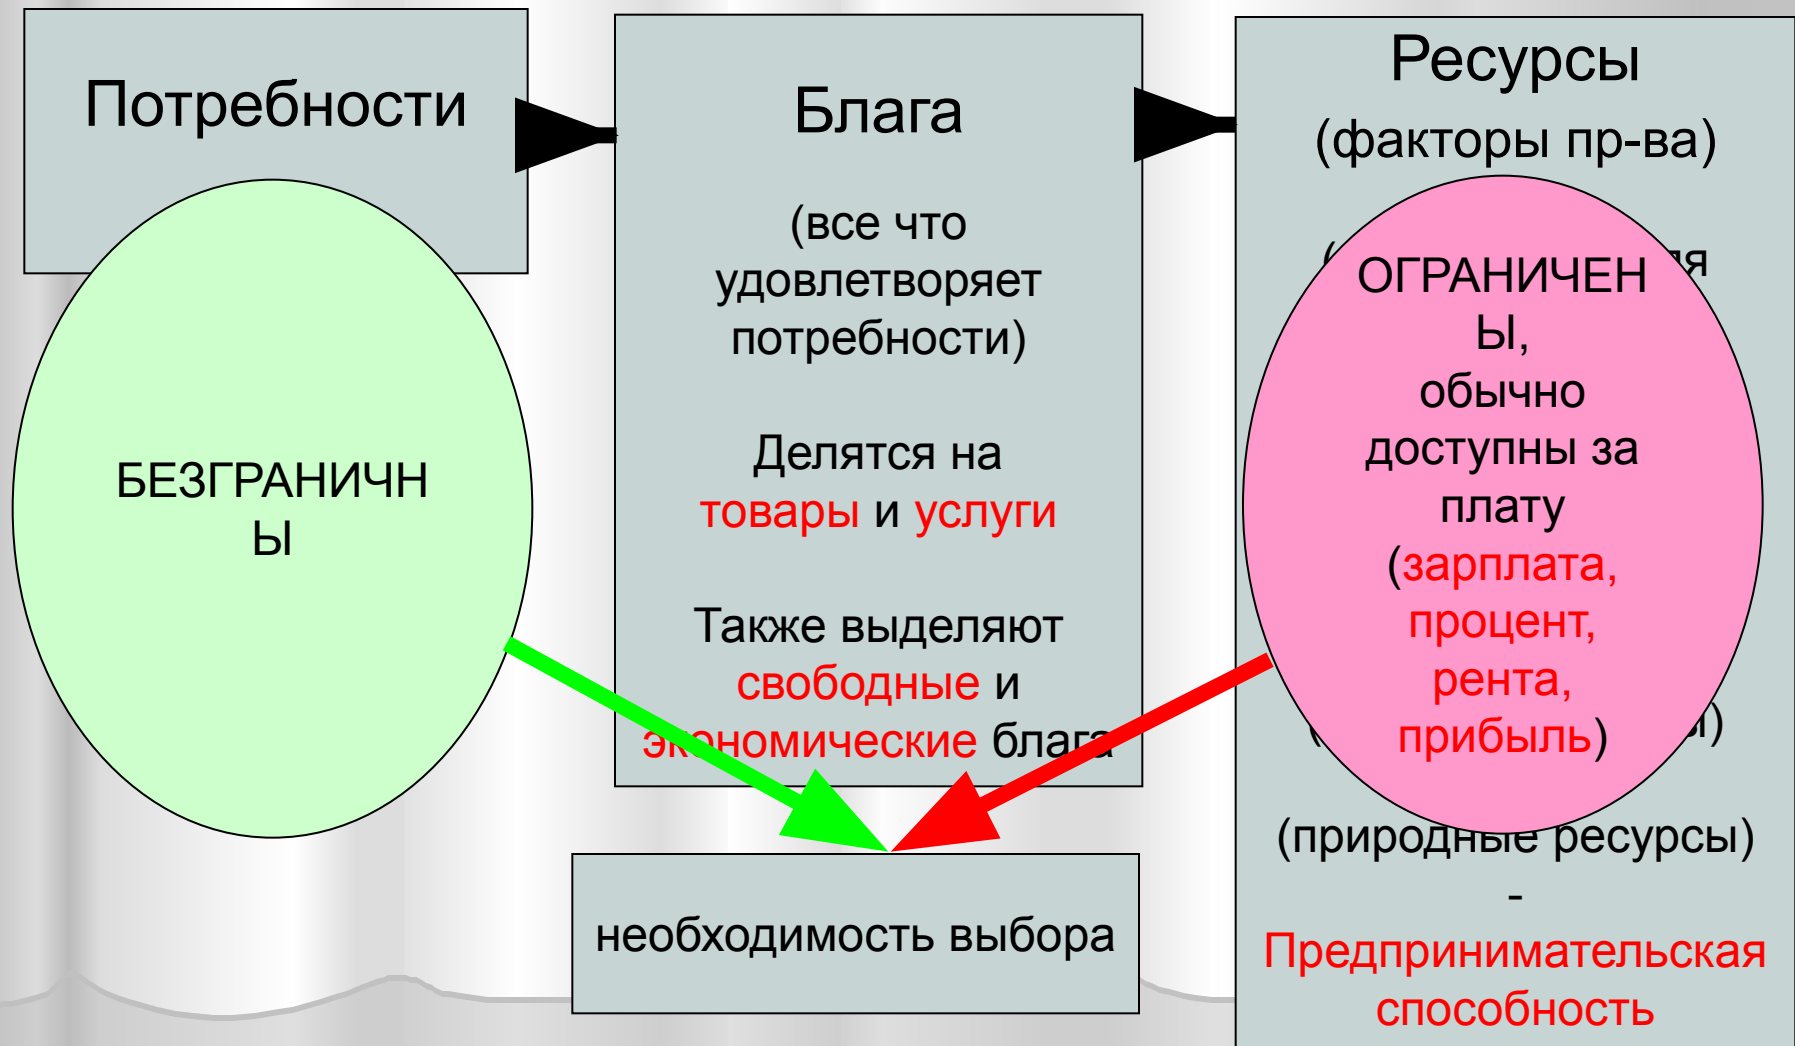 Потребности
БЕЗГРАНИЧН
Ы
Блага
(все что
удовлетворяет
потребности)
Делятся на
товары и услуги
Также выделяют
свободные и
экономические блага
Ресурсы
(факторы пр-ва)
ОГРАНИЧЕН
Ы,
обычно
доступны за
плату
(зарплата,
процент,
рента,
прибыль)
(природные ресурсы)
-
Предпринимательская
способность
необходимость выбора